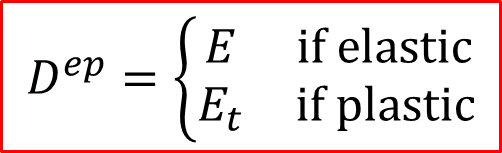 D^{ep} = { E if elastic
E_t if plastic